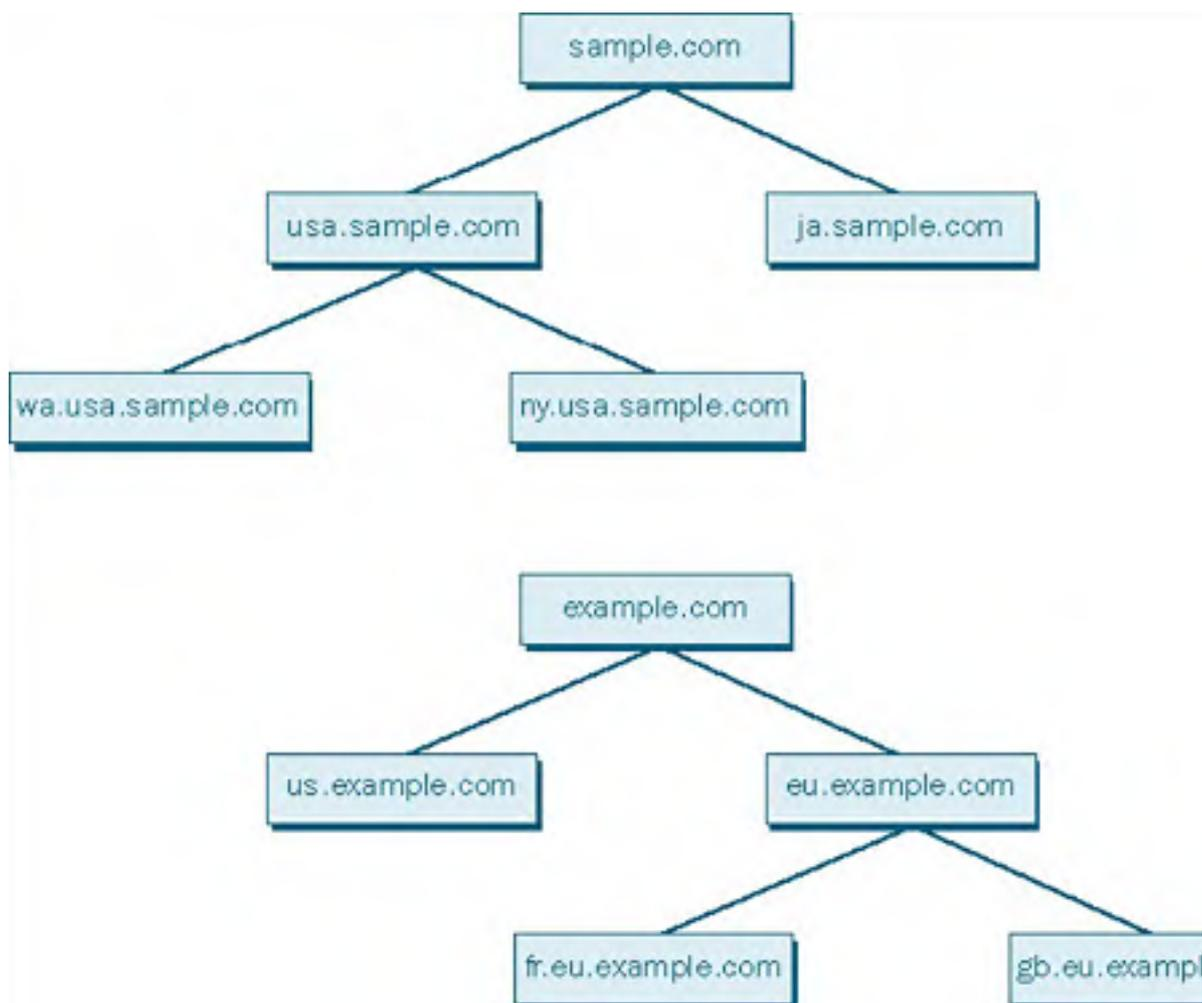 sample.com
usa.sample.com
ja.sample.com
wa.usa.sample.com
ny.usa.sample.com
example.com
us.example.com
eu.example.com
fr.eu.example.com
gb.eu.exampl